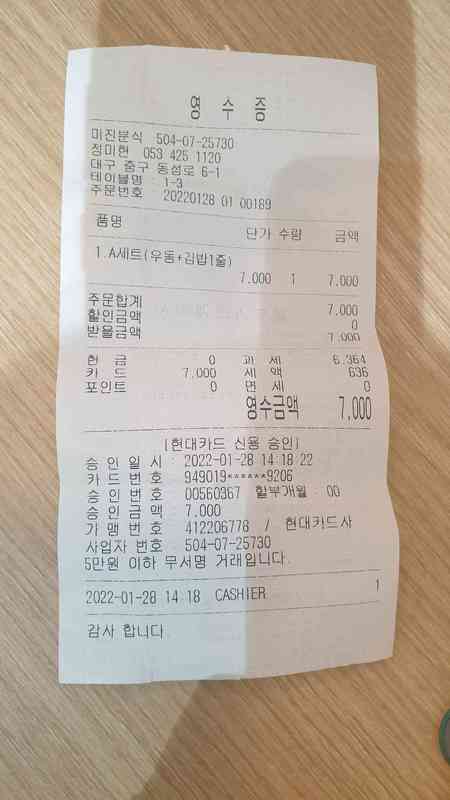 영 수 증
미진분식 504-07-25730
정미현 053 425 1120
대구 중구 동성로 6-1
테이블명 : 1-3
주문번호 20220128 01 00189
품명 단가 수량 금액
1.A세트(우동+김밥1줄)
7,000 1 7,000
주문합계 7,000
할인금액 0
받을금액 7,000
현 금 0 과 세 6,364
카 드 7,000 세 액 636
포인트 0 면 세 0
영수금액 7,000
[현대카드 신용 승인]
승 인 일 시 : 2022-01-28 14:18:22
카 드 번 호 949019******9206
승 인 번 호 00560367 할부개월 : 00
승 인 금 액 7,000
가 맹 번 호 412206778 / 현대카드사
사업자 번호 504-07-25730
5만원 이하 무서명 거래입니다.
2022-01-28 14:18 CASHIER 1
감사 합니다.